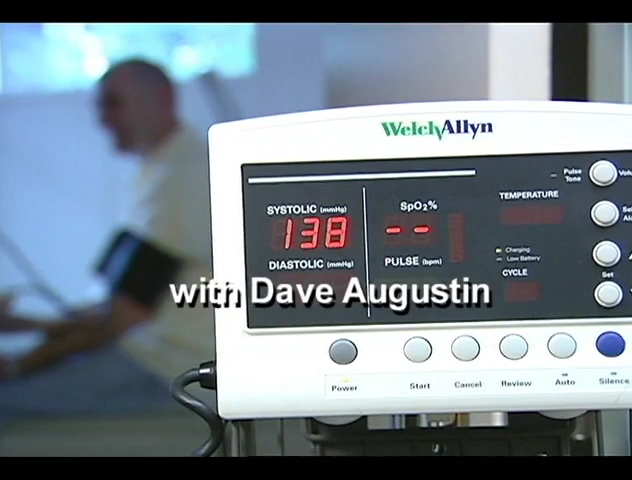 WelchAllyn
Pulse
Tone
SYSTOLIC (mmHg)
SpO2%
TEMPERATURE
138
--
DIASTOLIC (mmHg)
PULSE (bpm)
Charging
Low Battery
CYCLE
Set
with Dave Augustin
Power
Start
Cancel
Review
Auto
Silence